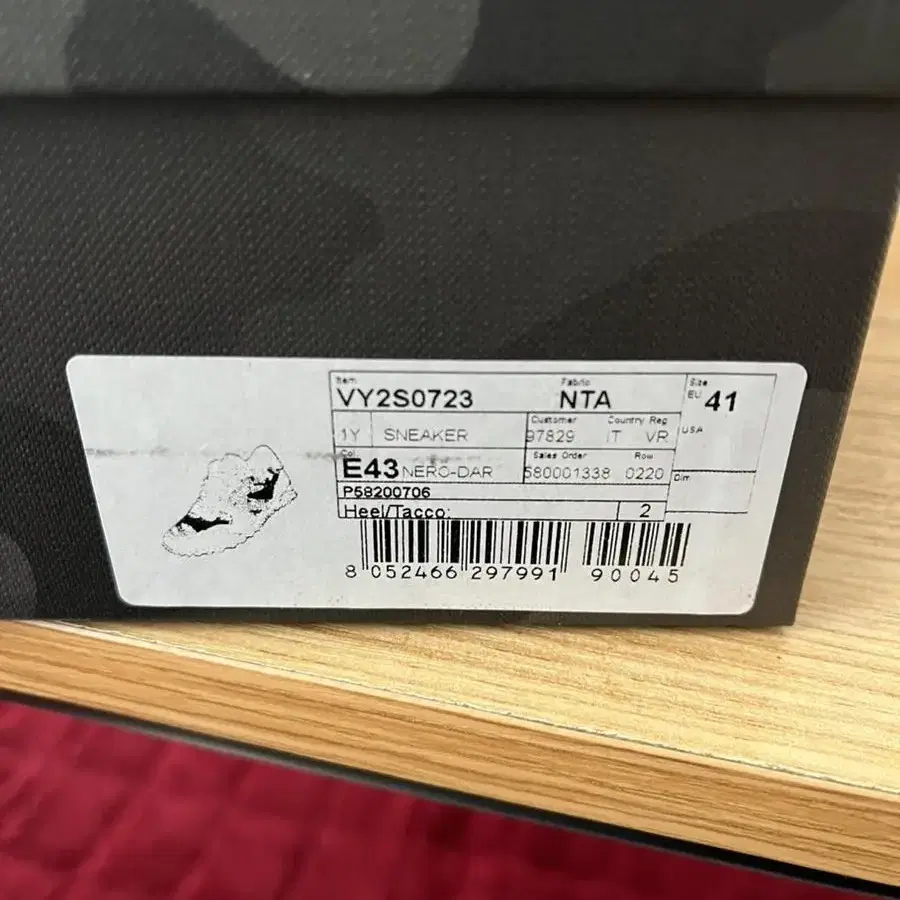 Item Fabric Size
VY2S0723 NTA EU 41
Customer Country Reg
1Y SNEAKER 97829 IT VR USA
Col. Sales Order Row
E43 NERO-DAR 580001338 0220 Dim
P58200706
Heel/Tacco: 2
8 052466 297991 90045